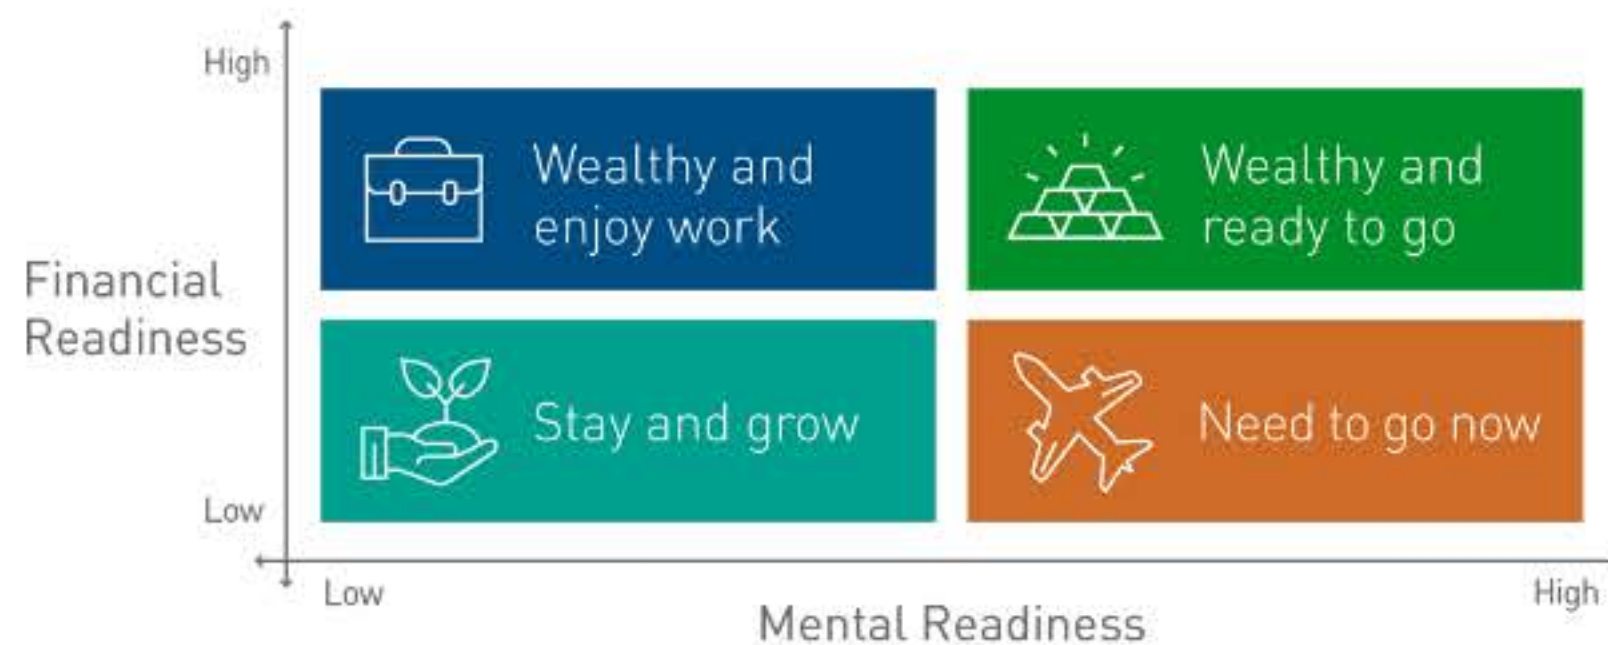 High
Wealthy and
enjoy work
Wealthy and
ready to go
Financial
Readiness
Stay and grow
Need to go now
Low
Low
High
Mental Readiness